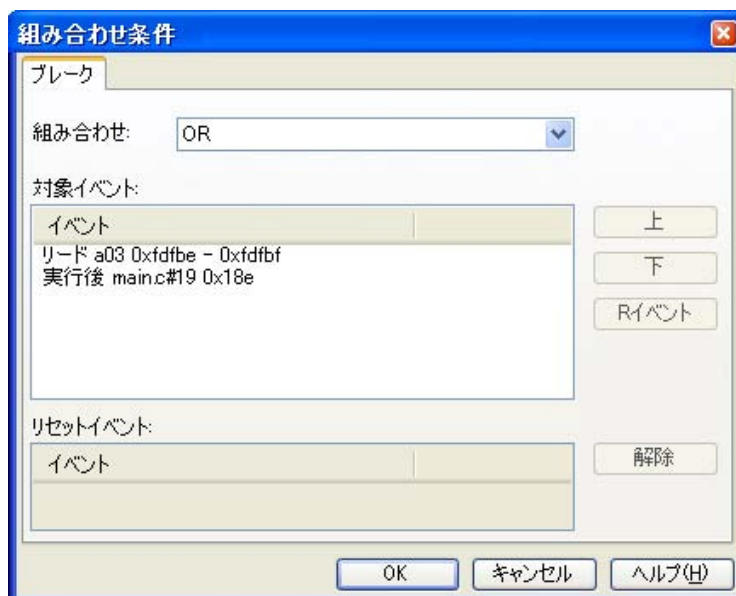 組み合わせ条件
ブレーク
組み合わせ: OR
対象イベント:
イベント
リード a03 0xfdfbe - 0xfdfbf
実行後 main.c#19 0x18e
上
下
Rイベント
リセットイベント:
イベント
解除
OK キャンセル ヘルプ(H)